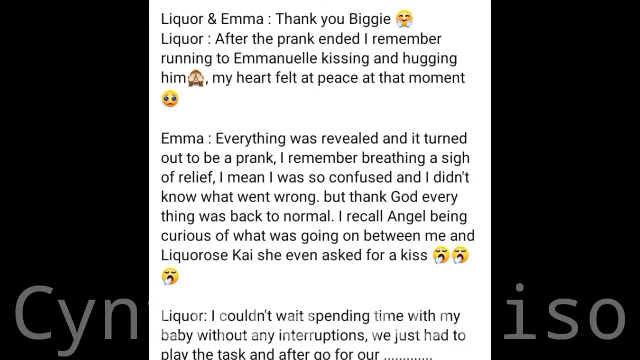 Liquor & Emma : Thank you Biggie 🤗
Liquor : After the prank ended I remember
running to Emmanuelle kissing and hugging
him🙈, my heart felt at peace at that moment
🥺
Emma : Everything was revealed and it turned
out to be a prank, I remember breathing a sigh
of relief, I mean I was so confused and I didn't
know what went wrong. but thank God every
thing was back to normal. I recall Angel being
curious of what was going on between me and
Liquorose Kai she even asked for a kiss 🥱🥱
🥱
Liquor: I couldn't wait spending time with my
baby without any interruptions, we just had to
play the task and after go for our .............
Cyn
iso